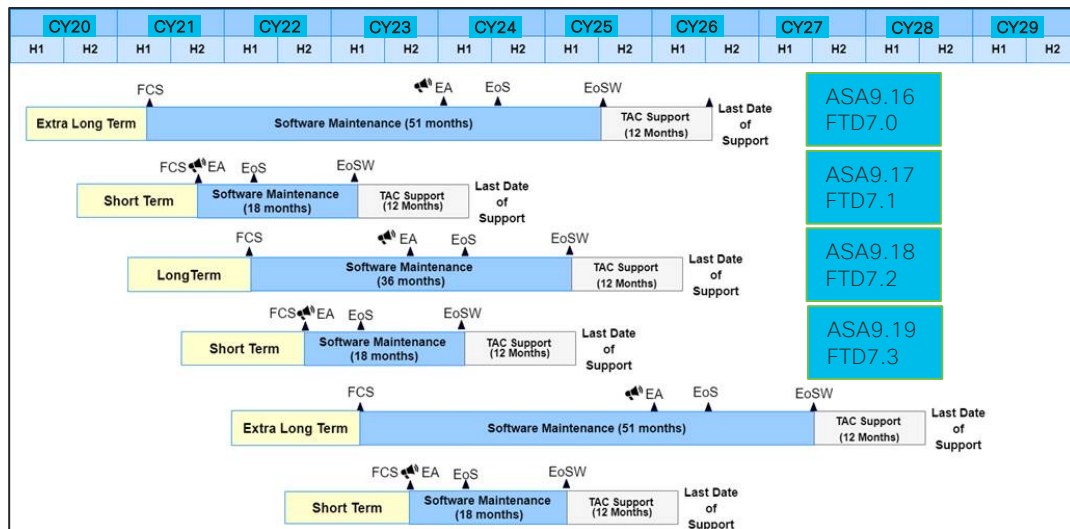 CY20 CY21 CY22 CY23 CY24 CY25 CY26 CY27 CY28 CY29
H1 H2 H1 H2 H1 H2 H1 H2 H1 H2 H1 H2 H1 H2 H1 H2 H1 H2 H1 H2
FCS EA EoS EoSW
Extra Long Term Software Maintenance (51 months) TAC Support
(12 Months)
Last Date
of
Support
ASA9.16
FTD7.0
FCS EA EoS EoSW
Short Term Software Maintenance
(18 months)
TAC Support
(12 Months)
Last Date
of
Support
ASA9.17
FTD7.1
FCS EA EoS EoSW
LongTerm Software Maintenance
(36 months)
TAC Support
(12 Months)
Last Date
of
Support
ASA9.18
FTD7.2
FCS EA EoS EoSW
Short Term Software Maintenance
(18 months)
TAC Support
(12 Months)
Last Date
of
Support
ASA9.19
FTD7.3
FCS EA EoS EoSW
Extra Long Term Software Maintenance (51 months) TAC Support
(12 Months)
Last Date
of
Support
FCS EA EoS EoSW
Short Term Software Maintenance
(18 months)
TAC Support
(12 Months)
Last Date
of
Support